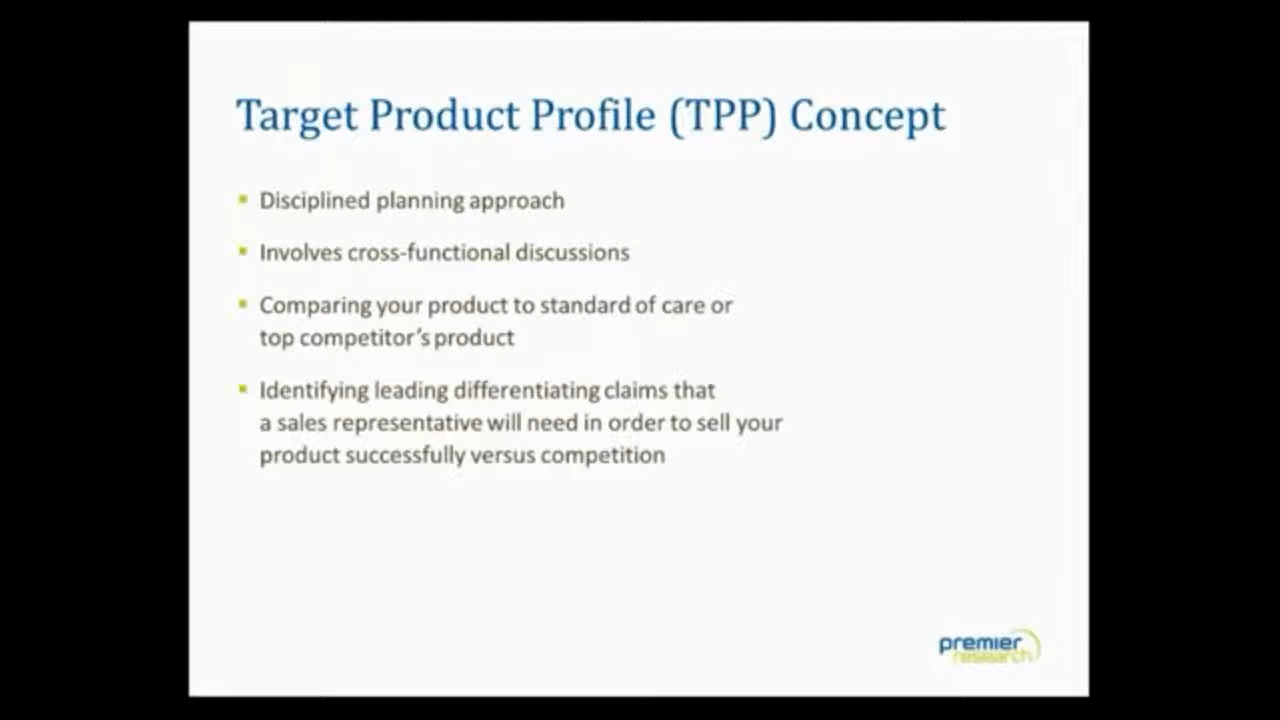 Target Product Profile (TPP) Concept
Disciplined planning approach
Involves cross-functional discussions
Comparing your product to standard of care or
top competitor's product
Identifying leading differentiating claims that
a sales representative will need in order to sell your
product successfully versus competition
premier
research